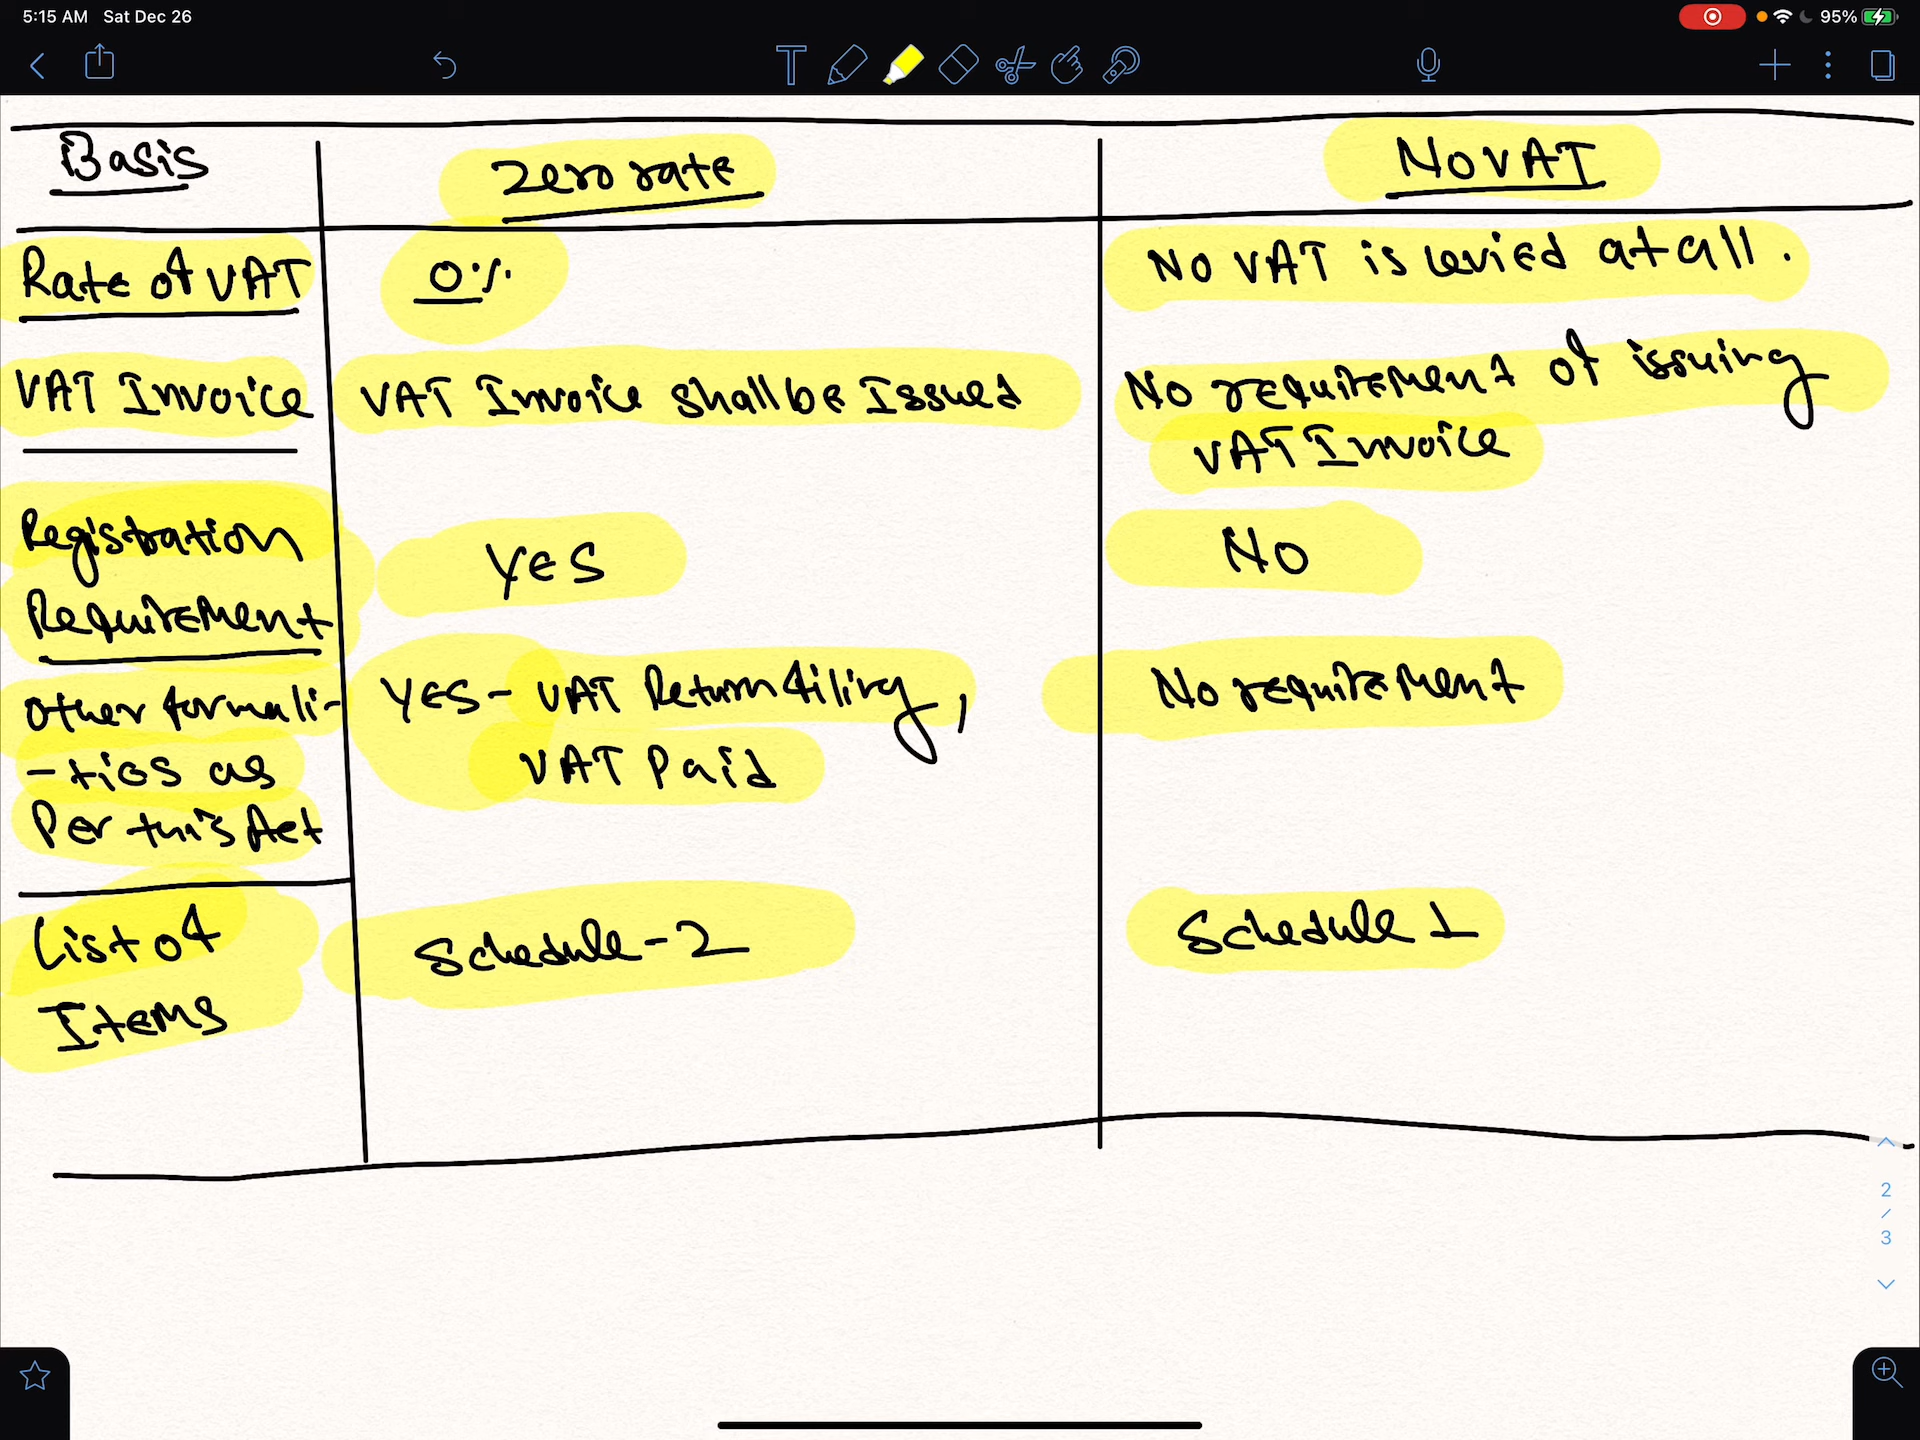 5:15 AM Sat Dec 26
95%
Basis
Zero rate
NO VAT
Rate of VAT
0%
NO VAT is levied at all.
VAT Invoice
VAT Invoice shall be Issued
No requirement of issuing
VAT Invoice
Registration
Requirement
YES
NO
Other formali-
-ties as
Per this Act
YES - VAT Return filing,
VAT Paid
No requirement
List of
Items
Schedule-2
Schedule 1
2
/
3